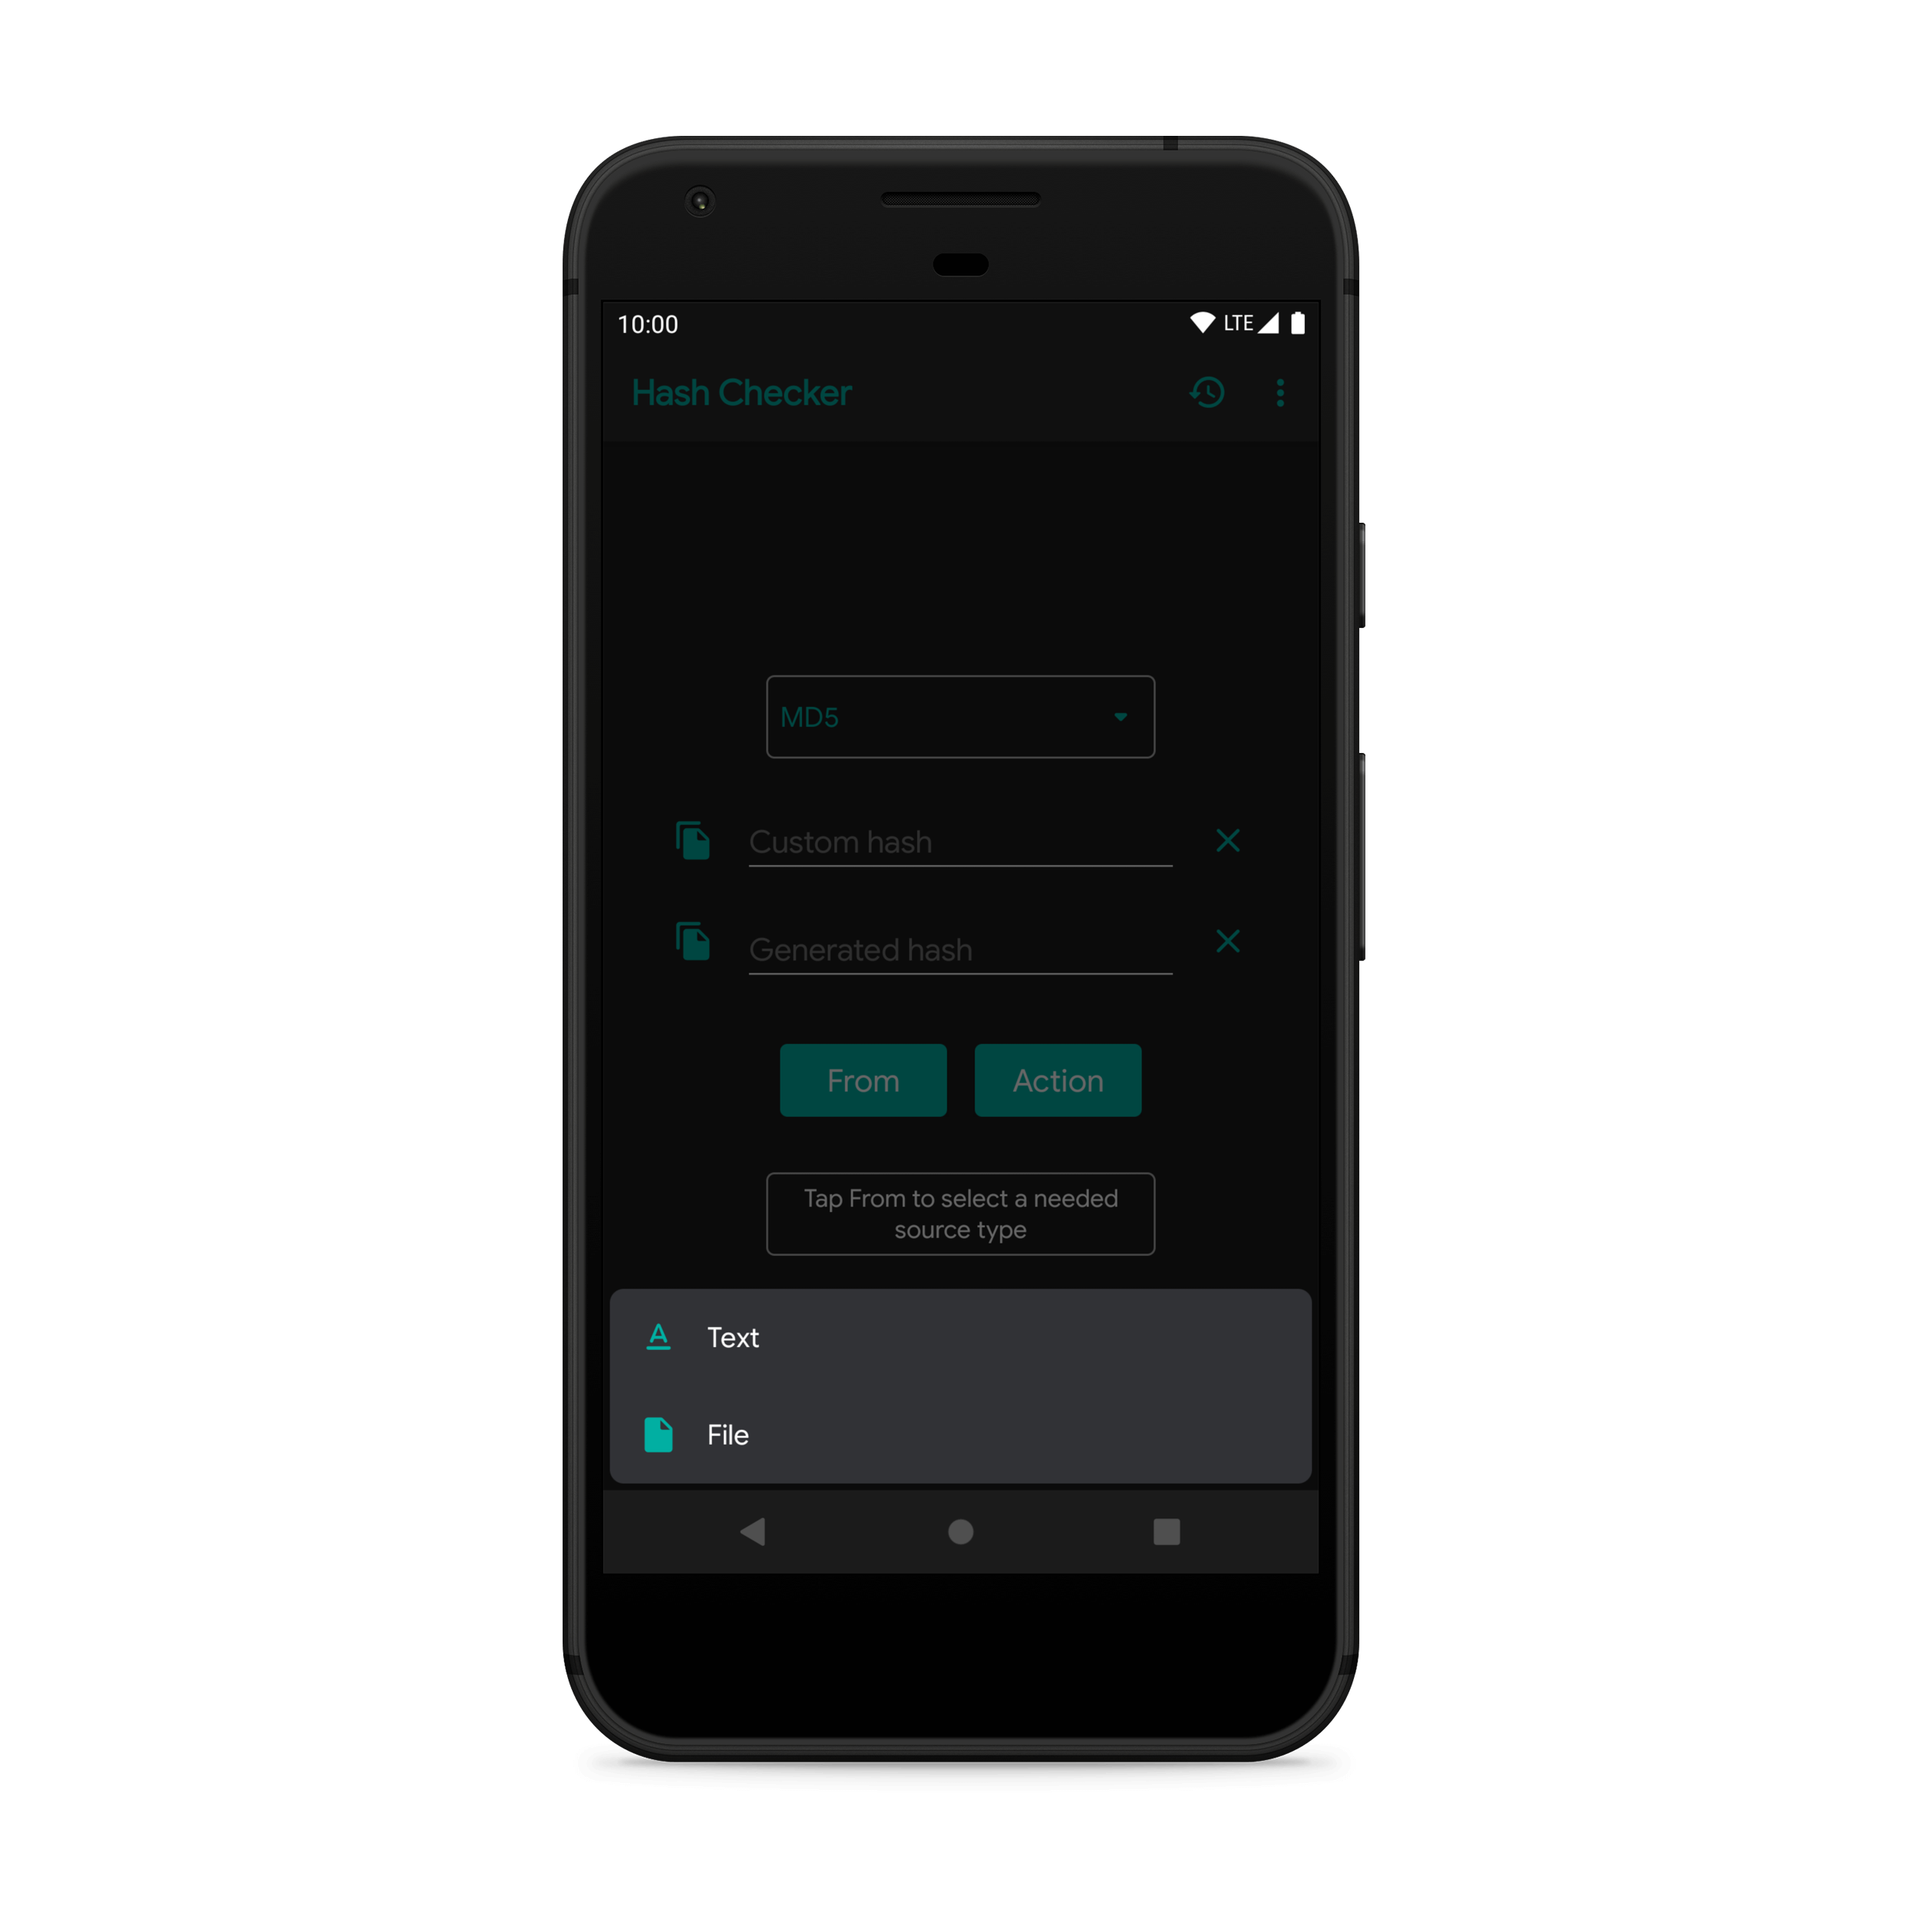 10:00 LTE
Hash Checker
MD5
Custom hash
Generated hash
From Action
Tap From to select a needed
source type
Text
File